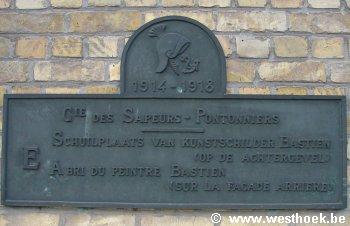 1914 - 1918
Cie DES SAPEURS - PONTONNIERS
SCHUILPLAATS VAN KUNSTSCHILDER BASTIEN
(OP DE ACHTERGEVEL)
E
ABRI DU PEINTRE BASTIEN
(SUR LA FAÇADE ARRIERE)
© www.westhoek.be